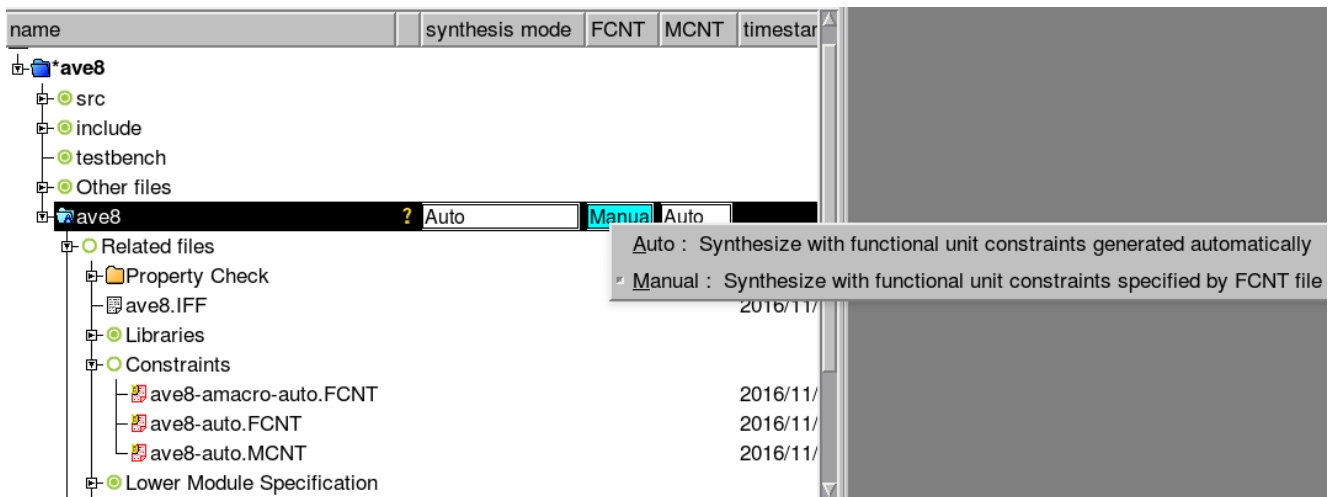 name synthesis mode FCNT MCNT timestar
*ave8
src
include
testbench
Other files
ave8 ? Auto Manua Auto
Auto : Synthesize with functional unit constraints generated automatically
Related files
Manual : Synthesize with functional unit constraints specified by FCNT file
Property Check
ave8.IFF 2016/11/
Libraries
Constraints
ave8-amacro-auto.FCNT 2016/11/
ave8-auto.FCNT 2016/11/
ave8-auto.MCNT 2016/11/
Lower Module Specification